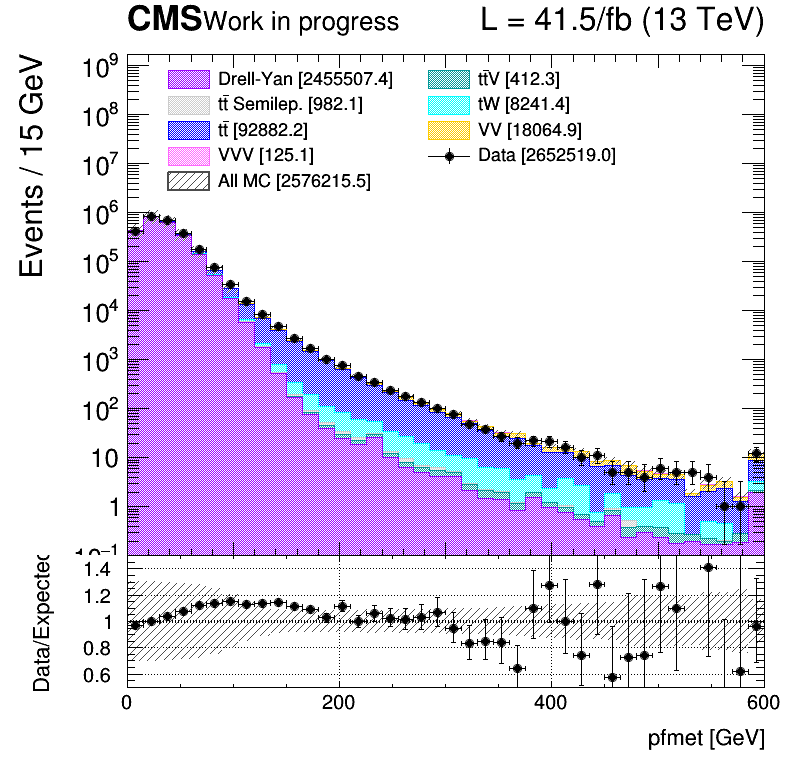 CMS Work in progress L = 41.5/fb (13 TeV)
Events / 15 GeV
10⁹
10⁸
10⁷
10⁶
10⁵
10⁴
10³
10²
10
1
10⁻¹
Drell-Yan [2455507.4] tt̄V [412.3]
tt̄ Semilep. [982.1] tW [8241.4]
tt̄ [92882.2] VV [18064.9]
VVV [125.1] Data [2652519.0]
All MC [2576215.5]
Data/Expected
1.4
1.2
1
0.8
0.6
0 200 400 600
pfmet [GeV]